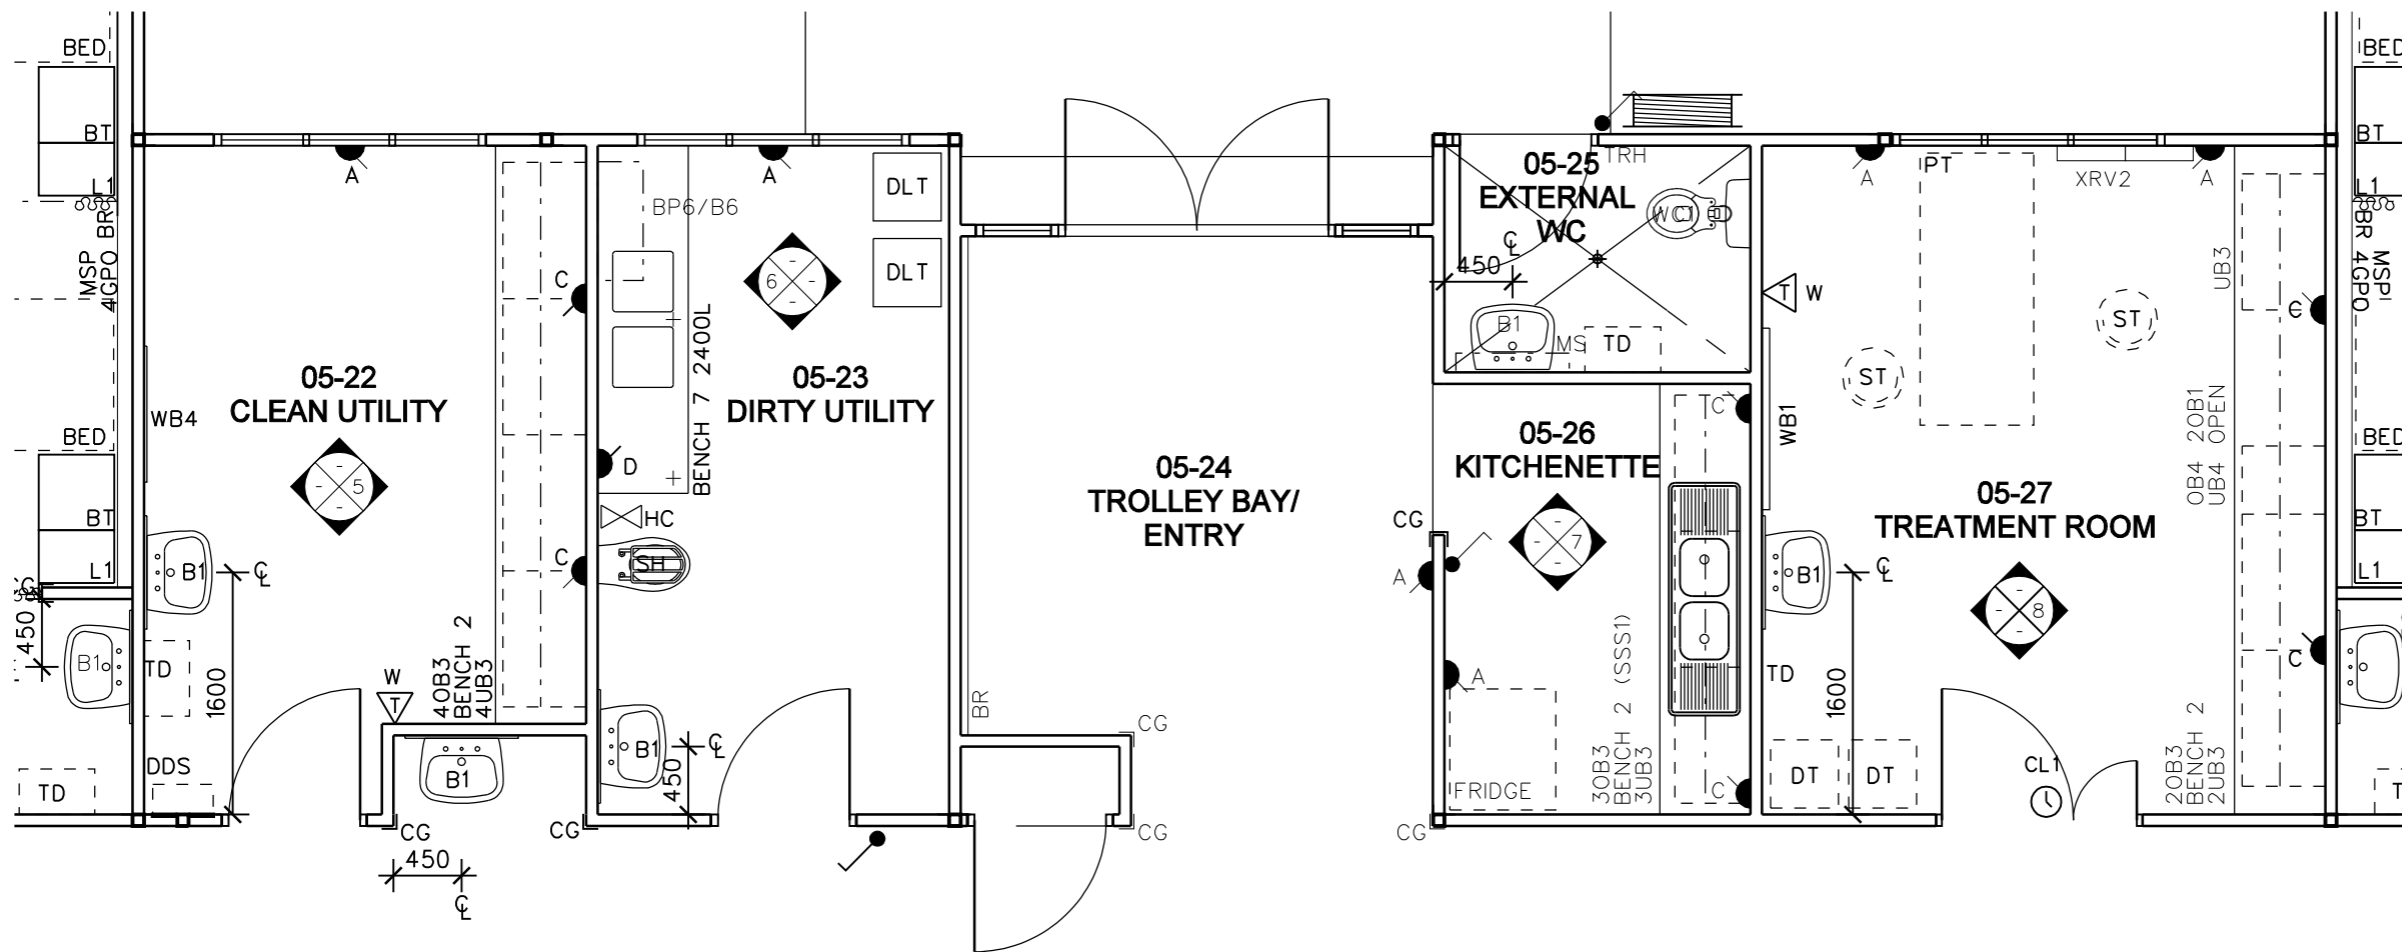 BED
BT
L1
MSP
4GPO BR
BED
BT
L1
450
B1
TD
A
05-22
CLEAN UTILITY
WB4
5
B1
1600
TD
DDS
W
T
4OB3
BENCH 2
4UB3
C
C
B1
CG
CG
450
A
BP6/B6
DLT
DLT
6
05-23
DIRTY UTILITY
BENCH 7 2400L
D
HC
SH
B1
450
05-24
TROLLEY BAY/
ENTRY
BR
CG
CG
CG
CG
A
05-25
EXTERNAL
WC
TRH
WC1
450
B1
MS
TD
05-26
KITCHENETTE
7
C
A
FRIDGE
3OB3
BENCH 2 (SSS1)
3UB3
C
A
PT
XRV2
A
T
W
UB3
ST
ST
C
WB1
OB4 2OB1
UB4 OPEN
05-27
TREATMENT ROOM
B1
8
TD
1600
DT
DT
CL1
2OB3
BENCH 2
2UB3
C
BED
BT
L1
MSP
BR 4GPO
BED
BT
L1